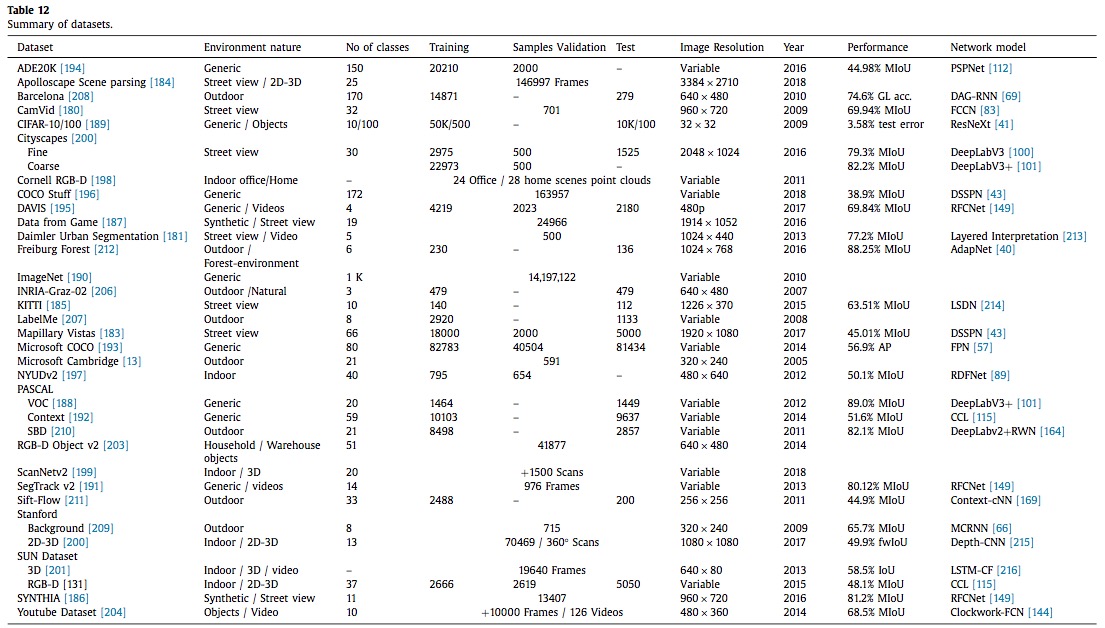 Table 12
Summary of datasets.
Dataset Environment nature No of classes Training Samples Validation Test Image Resolution Year Performance Network model
ADE20K [194] Generic 150 20210 2000 – Variable 2016 44.98% MIoU PSPNet [112]
Apolloscape Scene parsing [184] Street view / 2D-3D 25 146997 Frames 3384 × 2710 2018
Barcelona [208] Outdoor 170 14871 – 279 640 × 480 2010 74.6% GL acc. DAG-RNN [69]
CamVid [180] Street view 32 701 960 × 720 2009 69.94% MIoU FCCN [83]
CIFAR-10/100 [189] Generic / Objects 10/100 50K/500 – 10K/100 32 × 32 2009 3.58% test error ResNeXt [41]
Cityscapes [200]
Fine Street view 30 2975 500 1525 2048 × 1024 2016 79.3% MIoU DeepLabV3 [100]
Coarse 22973 500 – 82.2% MIoU DeepLabV3+ [101]
Cornell RGB-D [198] Indoor office/Home – 24 Office / 28 home scenes point clouds Variable 2011
COCO Stuff [196] Generic 172 163957 Variable 2018 38.9% MIoU DSSPN [43]
DAVIS [195] Generic / Videos 4 4219 2023 2180 480p 2017 69.84% MIoU RFCNet [149]
Data from Game [187] Synthetic / Street view 19 24966 1914 × 1052 2016
Daimler Urban Segmentation [181] Street view / Video 5 500 1024 × 440 2013 77.2% MIoU Layered Interpretation [213]
Freiburg Forest [212] Outdoor / 6 230 – 136 1024 × 768 2016 88.25% MIoU AdapNet [40]
Forest-environment
ImageNet [190] Generic 1 K 14,197,122 Variable 2010
INRIA-Graz-02 [206] Outdoor /Natural 3 479 – 479 640 × 480 2007
KITTI [185] Street view 10 140 – 112 1226 × 370 2015 63.51% MIoU LSDN [214]
LabelMe [207] Outdoor 8 2920 – 1133 Variable 2008
Mapillary Vistas [183] Street view 66 18000 2000 5000 1920 × 1080 2017 45.01% MIoU DSSPN [43]
Microsoft COCO [193] Generic 80 82783 40504 81434 Variable 2014 56.9% AP FPN [57]
Microsoft Cambridge [13] Outdoor 21 591 320 × 240 2005
NYUDv2 [197] Indoor 40 795 654 – 480 × 640 2012 50.1% MIoU RDFNet [89]
PASCAL
VOC [188] Generic 20 1464 – 1449 Variable 2012 89.0% MIoU DeepLabV3+ [101]
Context [192] Generic 59 10103 – 9637 Variable 2014 51.6% MIoU CCL [115]
SBD [210] Outdoor 21 8498 – 2857 Variable 2011 82.1% MIoU DeepLabv2+RWN [164]
RGB-D Object v2 [203] Household / Warehouse 51 41877 640 × 480 2014
objects
ScanNetv2 [199] Indoor / 3D 20 +1500 Scans Variable 2018
SegTrack v2 [191] Generic / videos 14 976 Frames Variable 2013 80.12% MIoU RFCNet [149]
Sift-Flow [211] Outdoor 33 2488 – 200 256 × 256 2011 44.9% MIoU Context-cNN [169]
Stanford
Background [209] Outdoor 8 715 320 × 240 2009 65.7% MIoU MCRNN [66]
2D-3D [200] Indoor / 2D-3D 13 70469 / 360° Scans 1080 × 1080 2017 49.9% fwIoU Depth-CNN [215]
SUN Dataset
3D [201] Indoor / 3D / video – 19640 Frames 640 × 80 2013 58.5% IoU LSTM-CF [216]
RGB-D [131] Indoor / 2D-3D 37 2666 2619 5050 Variable 2015 48.1% MIoU CCL [115]
SYNTHIA [186] Synthetic / Street view 11 13407 960 × 720 2016 81.2% MIoU RFCNet [149]
Youtube Dataset [204] Objects / Video 10 +10000 Frames / 126 Videos 480 × 360 2014 68.5% MIoU Clockwork-FCN [144]